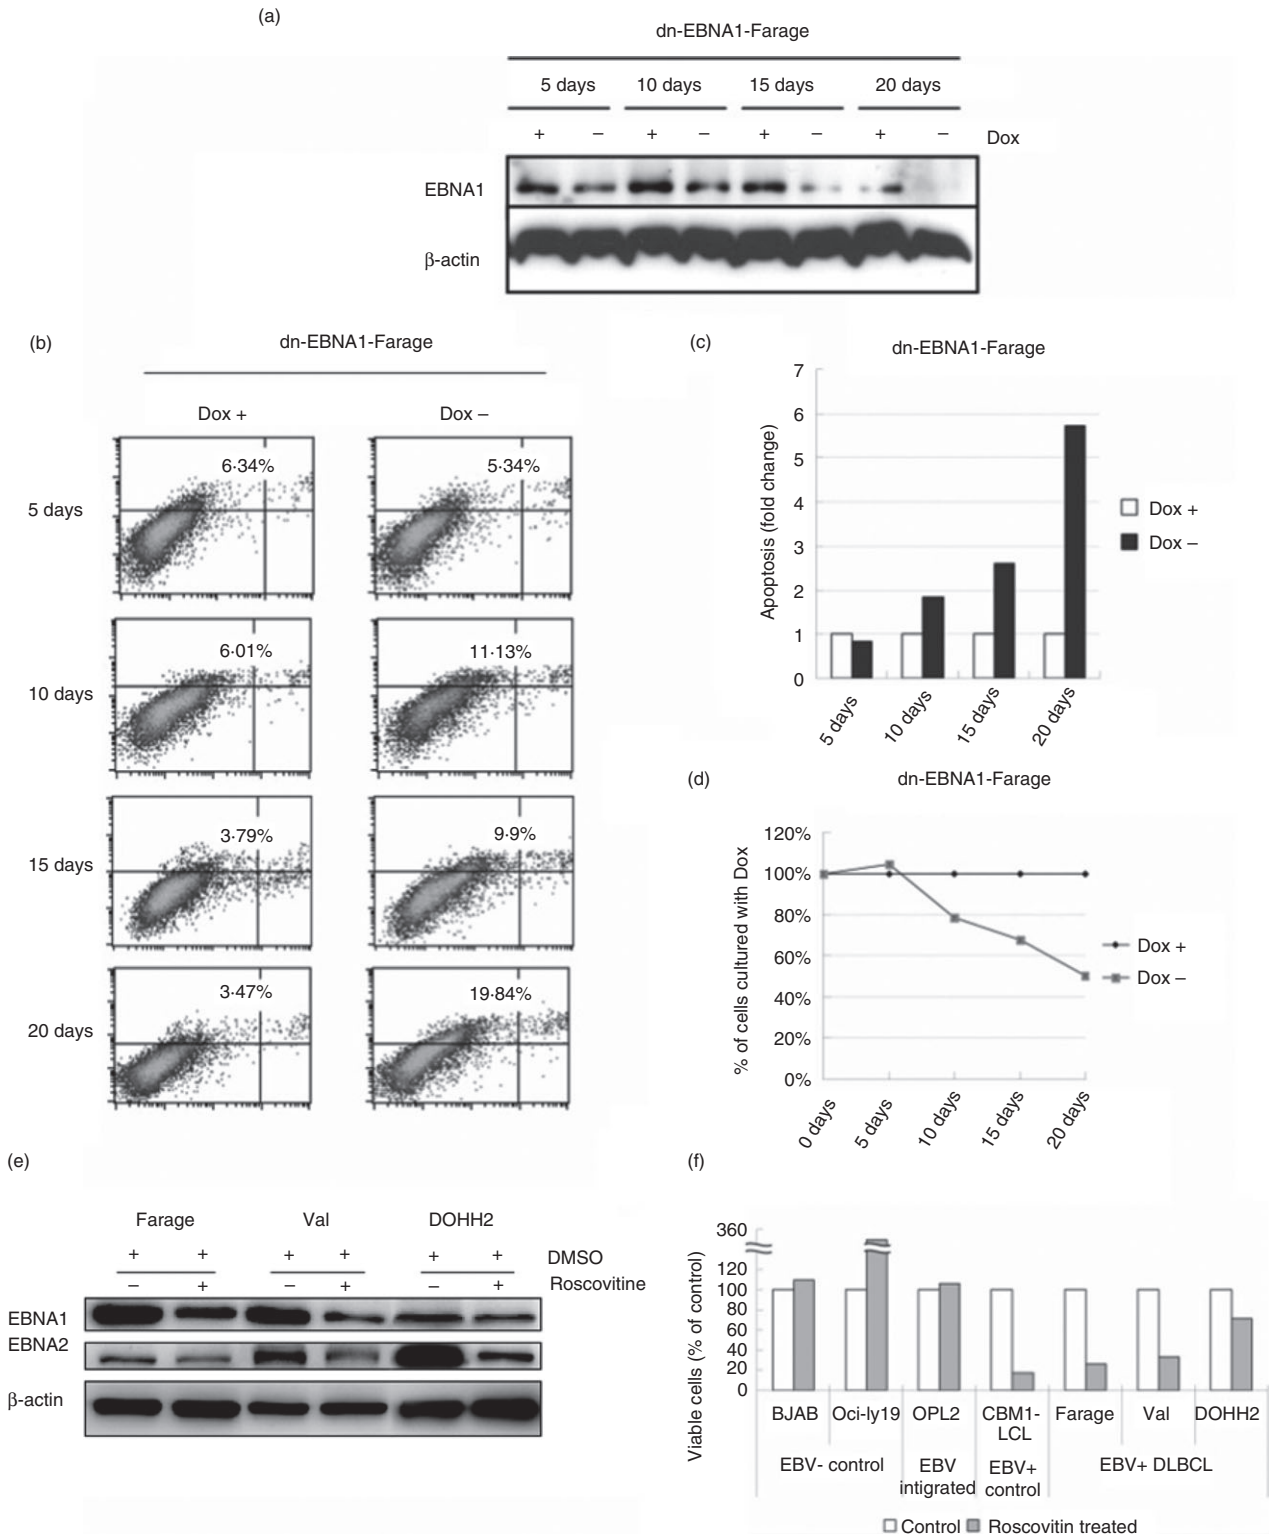 (a)
dn-EBNA1-Farage
5 days 10 days 15 days 20 days
+ – + – + – + – Dox
EBNA1
β-actin
(b)
dn-EBNA1-Farage
Dox + Dox –
5 days
6·34% 5·34%
10 days
6·01% 11·13%
15 days
3·79% 9·9%
20 days
3·47% 19·84%
(c)
dn-EBNA1-Farage
Apoptosis (fold change)
7
6
5
4
3
2
1
0
5 days 10 days 15 days 20 days
Dox +
Dox –
(d)
dn-EBNA1-Farage
% of cells cultured with Dox
120%
100%
80%
60%
40%
20%
0%
0 days 5 days 10 days 15 days 20 days
Dox +
Dox –
(e)
Farage Val DOHH2
+ + + + + + DMSO
– + – + – + Roscovitine
EBNA1
EBNA2
β-actin
(f)
Viable cells (% of control)
360
120
100
80
60
40
20
0
BJAB Oci-ly19 OPL2 CBM1-LCL Farage Val DOHH2
EBV- control EBV intigrated EBV+ control EBV+ DLBCL
Control Roscovitin treated